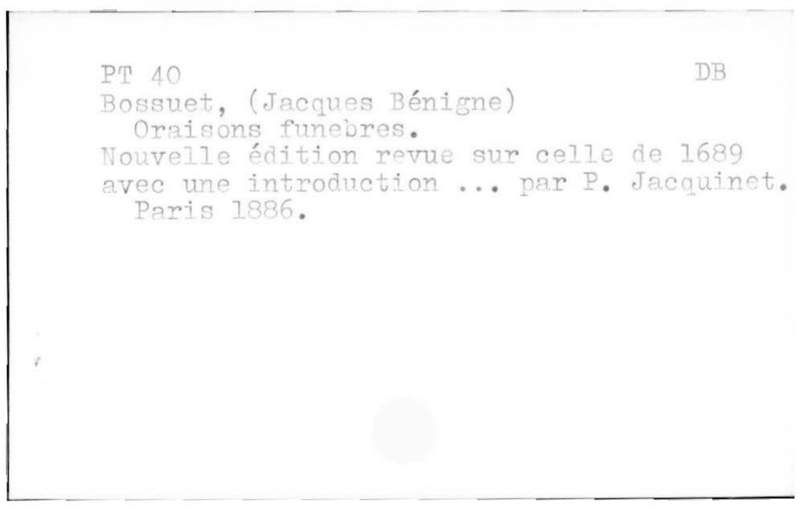 PT 40 DB
Bossuet, (Jacques Bénigne)
Oraisons funebres.
Nouvelle édition revue sur celle de 1689
avec une introduction ... par P. Jacquinet.
Paris 1886.